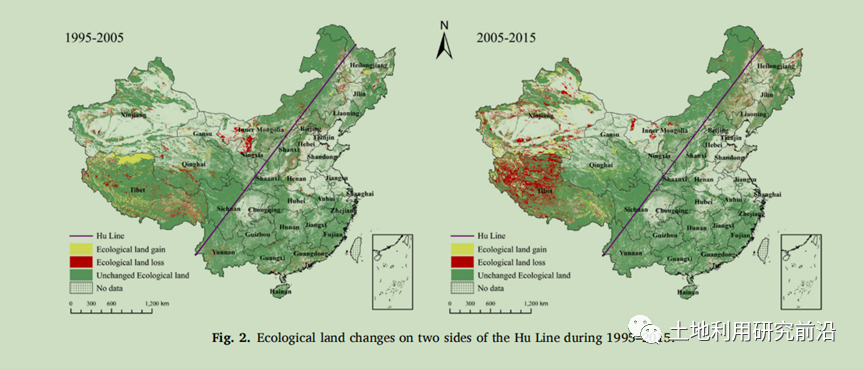 1995-2005
N
2005-2015
Heilongjiang
Jilin
Liaoning
Xinjiang
Gansu
Inner Mongolia
Beijing
Tianjin
Hebei
Shanxi
Shandong
Ningxia
Qinghai
Tibet
Shaanxi
Henan
Jiangsu
Shanghai
Anhui
Hubei
Zhejiang
Sichuan
Chongqing
Hunan
Jiangxi
Fujian
Guizhou
Yunnan
Guangxi
Guangdong
Hainan
Hu Line
Ecological land gain
Ecological land loss
Unchanged Ecological land
No data
0 300 600 1,200 km
Heilongjiang
Jilin
Liaoning
Xinjiang
Gansu
Inner Mongolia
Beijing
Tianjin
Hebei
Shanxi
Shandong
Ningxia
Qinghai
Tibet
Shaanxi
Henan
Jiangsu
Shanghai
Anhui
Hubei
Zhejiang
Sichuan
Chongqing
Hunan
Jiangxi
Fujian
Guizhou
Yunnan
Guangxi
Guangdong
Hainan
Hu Line
Ecological land gain
Ecological land loss
Unchanged Ecological land
No data
0 300 600 1,200 km
Fig. 2. Ecological land changes on two sides of the Hu Line during 1995–2015.
土地利用研究前沿